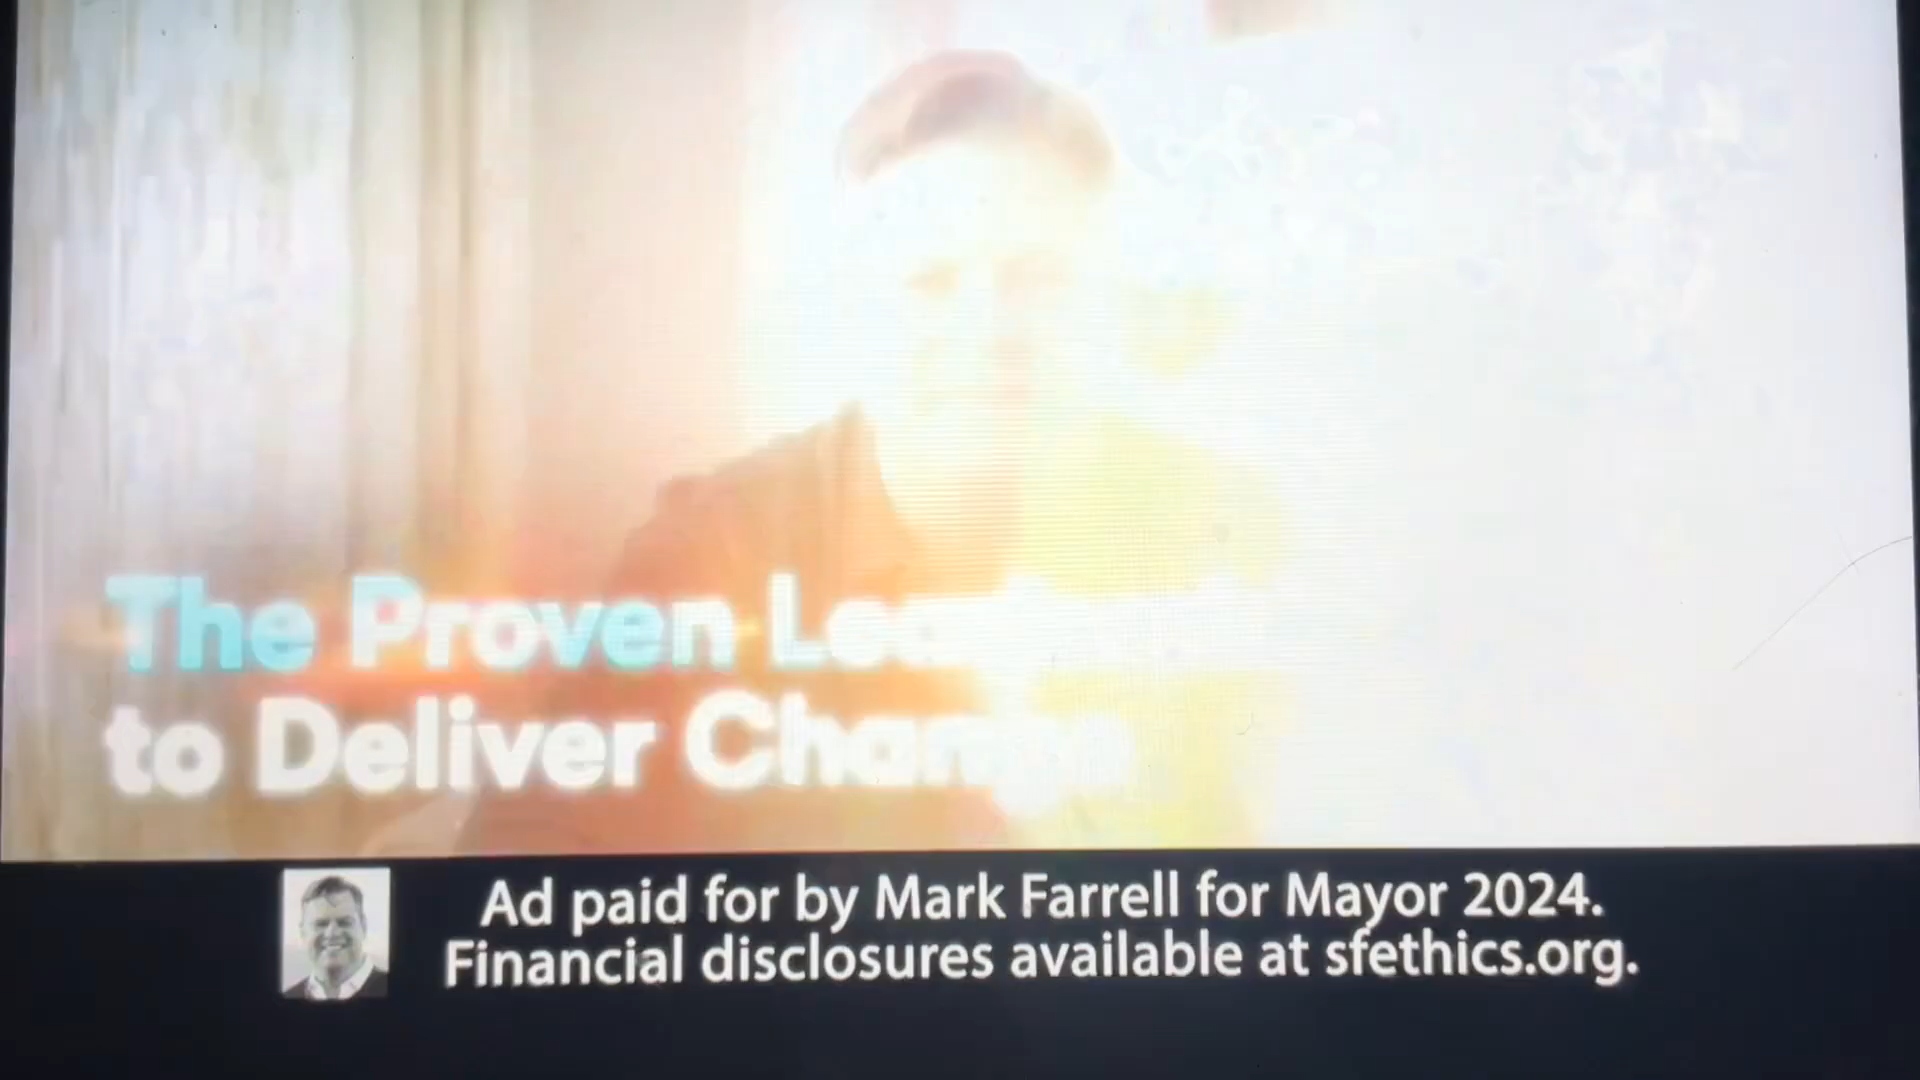 The Proven
to Deliver Change
Ad paid for by Mark Farrell for Mayor 2024.
Financial disclosures available at sfethics.org.